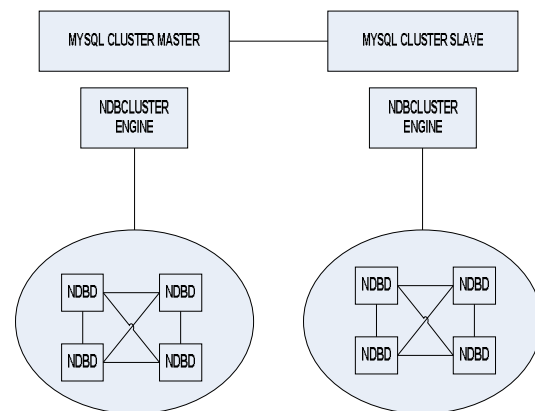 MYSQL CLUSTER MASTER
MYSQL CLUSTER SLAVE
NDBCLUSTER
ENGINE
NDBCLUSTER
ENGINE
NDBD
NDBD
NDBD
NDBD
NDBD
NDBD
NDBD
NDBD